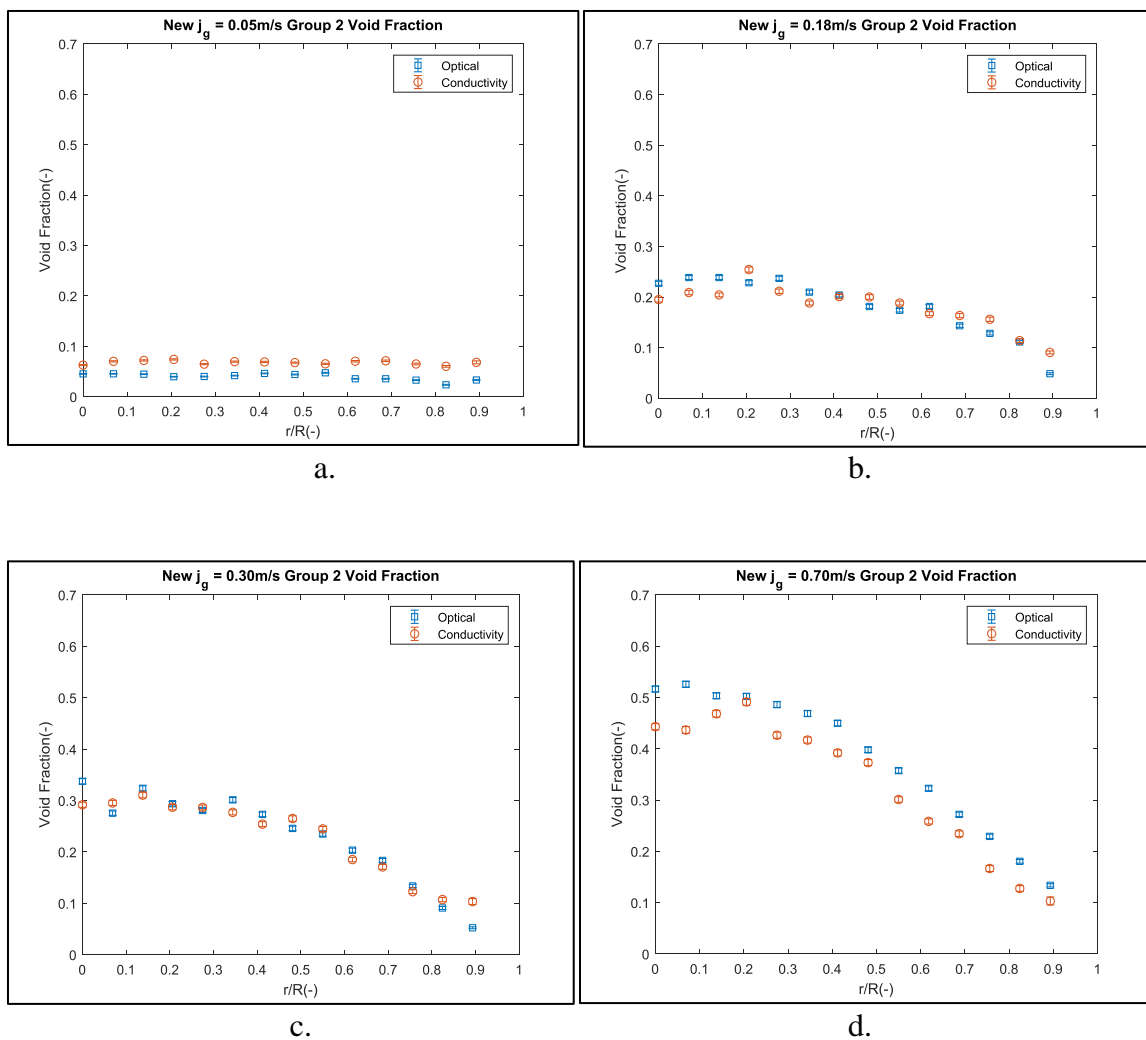 New j_g = 0.05m/s Group 2 Void Fraction
0.7
0.6
0.5
0.4
0.3
0.2
0.1
0
Void Fraction(-)
Optical
Conductivity
0 0.1 0.2 0.3 0.4 0.5 0.6 0.7 0.8 0.9 1
r/R(-)
a.
New j_g = 0.18m/s Group 2 Void Fraction
0.7
0.6
0.5
0.4
0.3
0.2
0.1
0
Void Fraction(-)
Optical
Conductivity
0 0.1 0.2 0.3 0.4 0.5 0.6 0.7 0.8 0.9 1
r/R(-)
b.
New j_g = 0.30m/s Group 2 Void Fraction
0.7
0.6
0.5
0.4
0.3
0.2
0.1
0
Void Fraction(-)
Optical
Conductivity
0 0.1 0.2 0.3 0.4 0.5 0.6 0.7 0.8 0.9 1
r/R(-)
c.
New j_g = 0.70m/s Group 2 Void Fraction
0.7
0.6
0.5
0.4
0.3
0.2
0.1
0
Void Fraction(-)
Optical
Conductivity
0 0.1 0.2 0.3 0.4 0.5 0.6 0.7 0.8 0.9 1
r/R(-)
d.